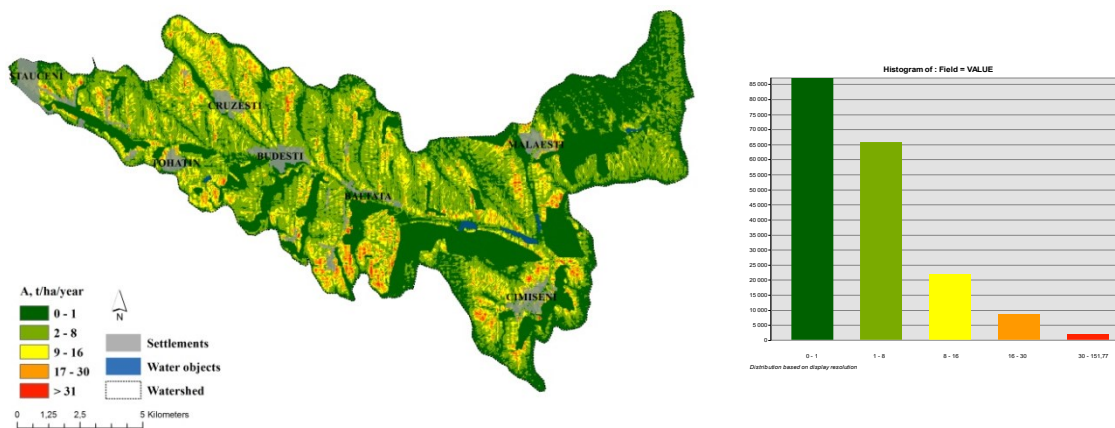 STAUCENI
CRUZESTI
TOHATIN
BUDESTI
BALTATA
MALAESTI
CIMISENI
A, t/ha/year
0 - 1
2 - 8
9 - 16
17 - 30
> 31
N
Settlements
Water objects
Watershed
0 1,25 2,5 5 Kilometers
Histogram of : Field = VALUE
85 000
80 000
75 000
70 000
65 000
60 000
55 000
50 000
45 000
40 000
35 000
30 000
25 000
20 000
15 000
10 000
5 000
0
0 - 1 1 - 8 8 - 16 16 - 30 30 - 151,77
Distribution based on display resolution